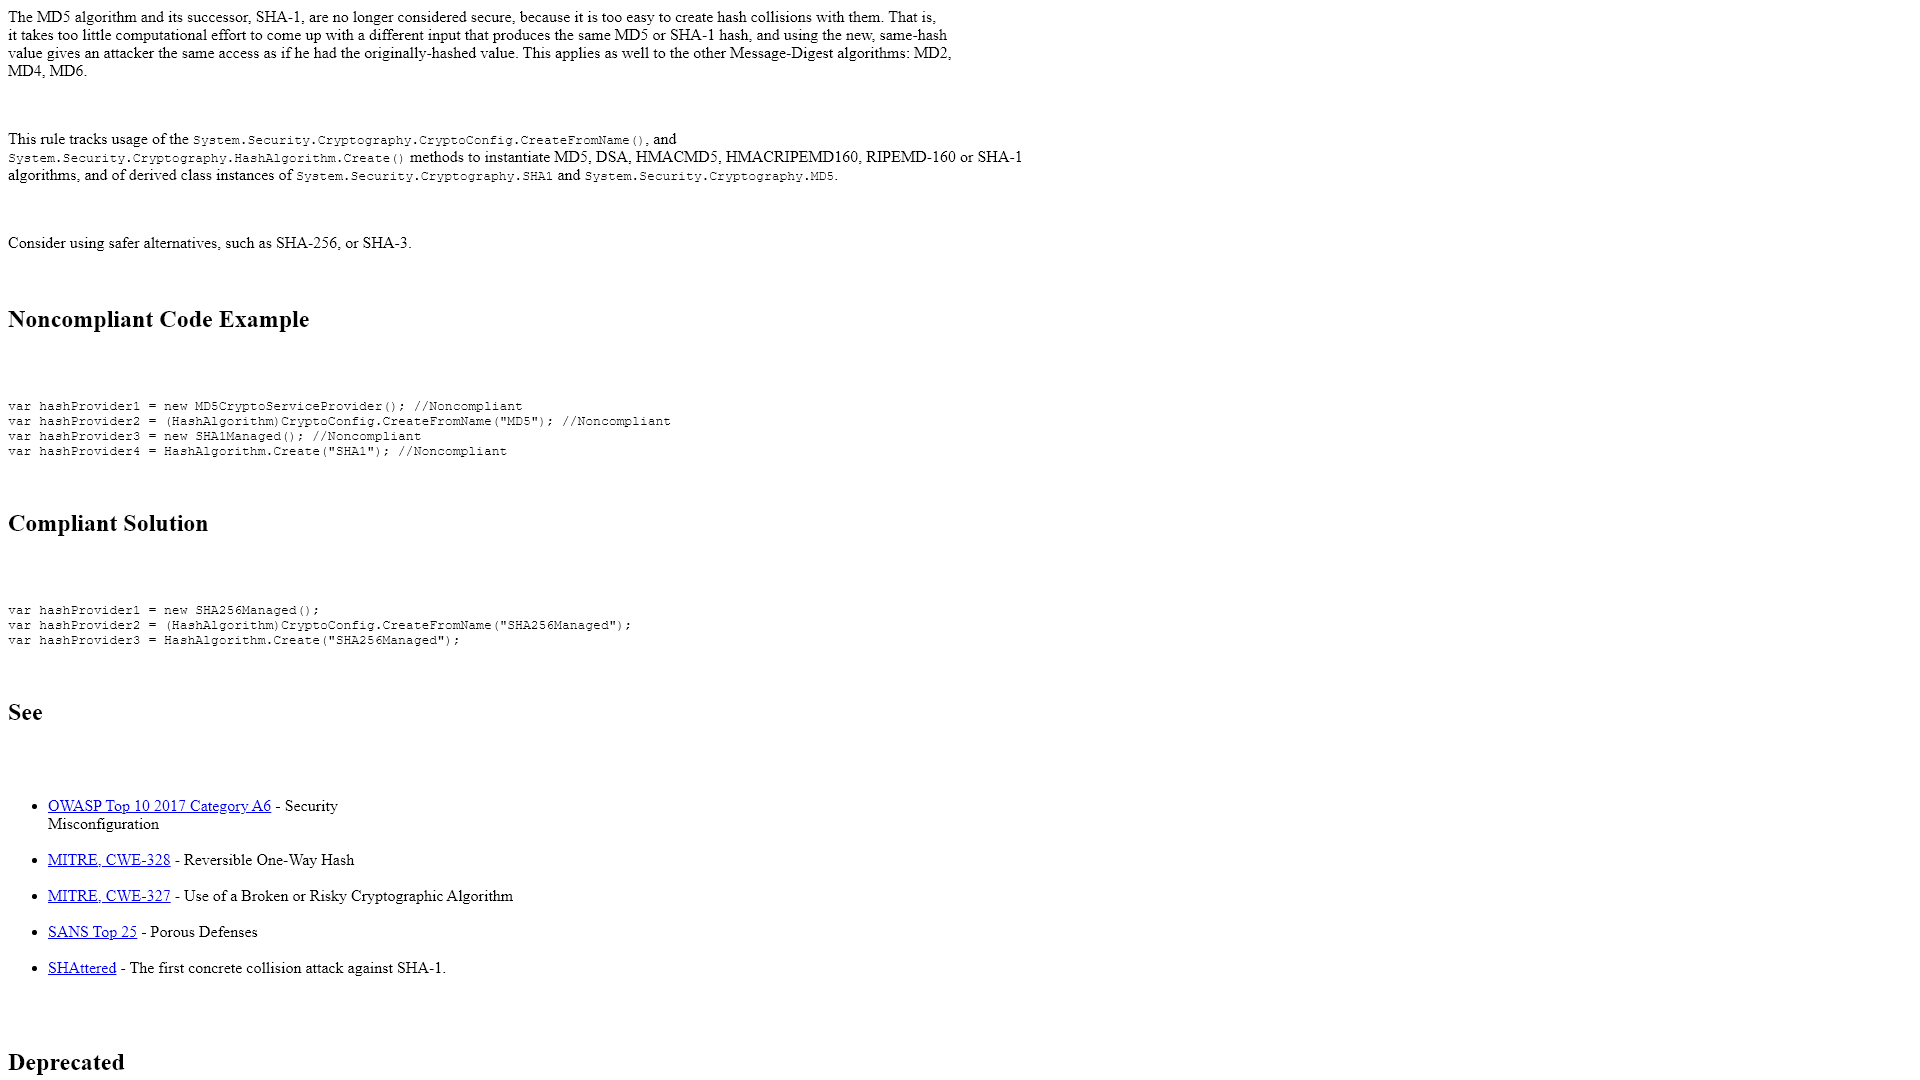 The MD5 algorithm and its successor, SHA-1, are no longer considered secure, because it is too easy to create hash collisions with them. That is,
it takes too little computational effort to come up with a different input that produces the same MD5 or SHA-1 hash, and using the new, same-hash
value gives an attacker the same access as if he had the originally-hashed value. This applies as well to the other Message-Digest algorithms: MD2,
MD4, MD6.
This rule tracks usage of the System.Security.Cryptography.CryptoConfig.CreateFromName(), and
System.Security.Cryptography.HashAlgorithm.Create() methods to instantiate MD5, DSA, HMACMD5, HMACRIPEMD160, RIPEMD-160 or SHA-1
algorithms, and of derived class instances of System.Security.Cryptography.SHA1 and System.Security.Cryptography.MD5.
Consider using safer alternatives, such as SHA-256, or SHA-3.
Noncompliant Code Example
var hashProvider1 = new MD5CryptoServiceProvider(); //Noncompliant
var hashProvider2 = (HashAlgorithm)CryptoConfig.CreateFromName("MD5"); //Noncompliant
var hashProvider3 = new SHA1Managed(); //Noncompliant
var hashProvider4 = HashAlgorithm.Create("SHA1"); //Noncompliant
Compliant Solution
var hashProvider1 = new SHA256Managed();
var hashProvider2 = (HashAlgorithm)CryptoConfig.CreateFromName("SHA256Managed");
var hashProvider3 = HashAlgorithm.Create("SHA256Managed");
See
• OWASP Top 10 2017 Category A6 - Security
Misconfiguration
• MITRE, CWE-328 - Reversible One-Way Hash
• MITRE, CWE-327 - Use of a Broken or Risky Cryptographic Algorithm
• SANS Top 25 - Porous Defenses
• SHAttered - The first concrete collision attack against SHA-1.
Deprecated